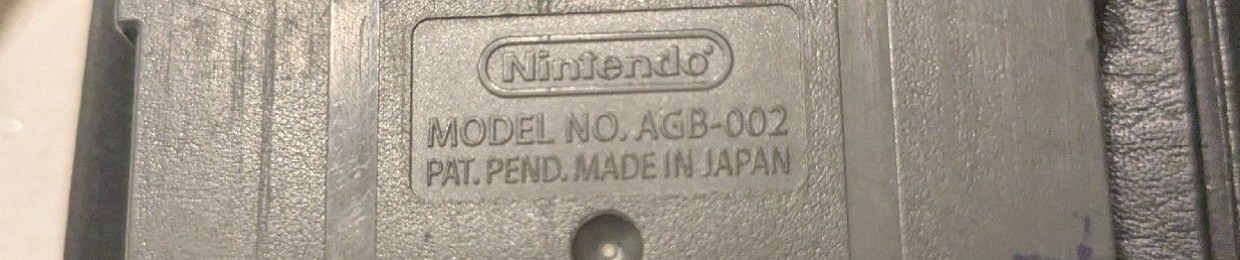 Nintendo®
MODEL NO. AGB-002
PAT. PEND. MADE IN JAPAN